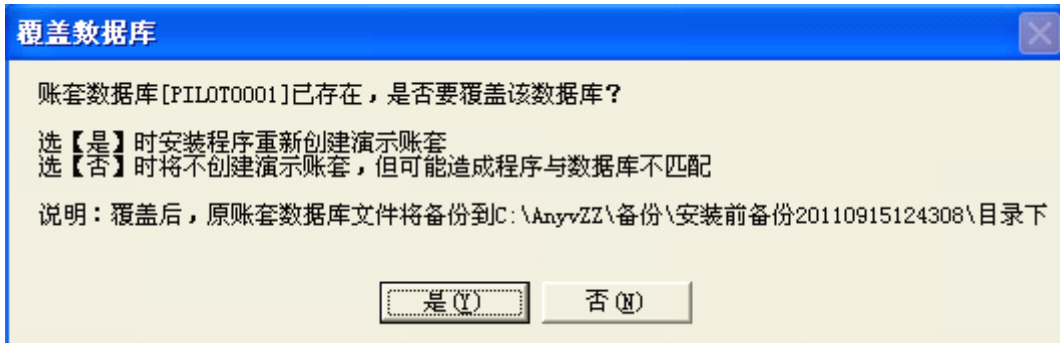 覆盖数据库
账套数据库[PILOT0001]已存在，是否要覆盖该数据库？
选【是】时安装程序重新创建演示账套
选【否】时将不创建演示账套，但可能造成程序与数据库不匹配
说明：覆盖后，原账套数据库文件将备份到C:\AnyvZZ\备份\安装前备份20110915124308\目录下
是(Y)
否(N)